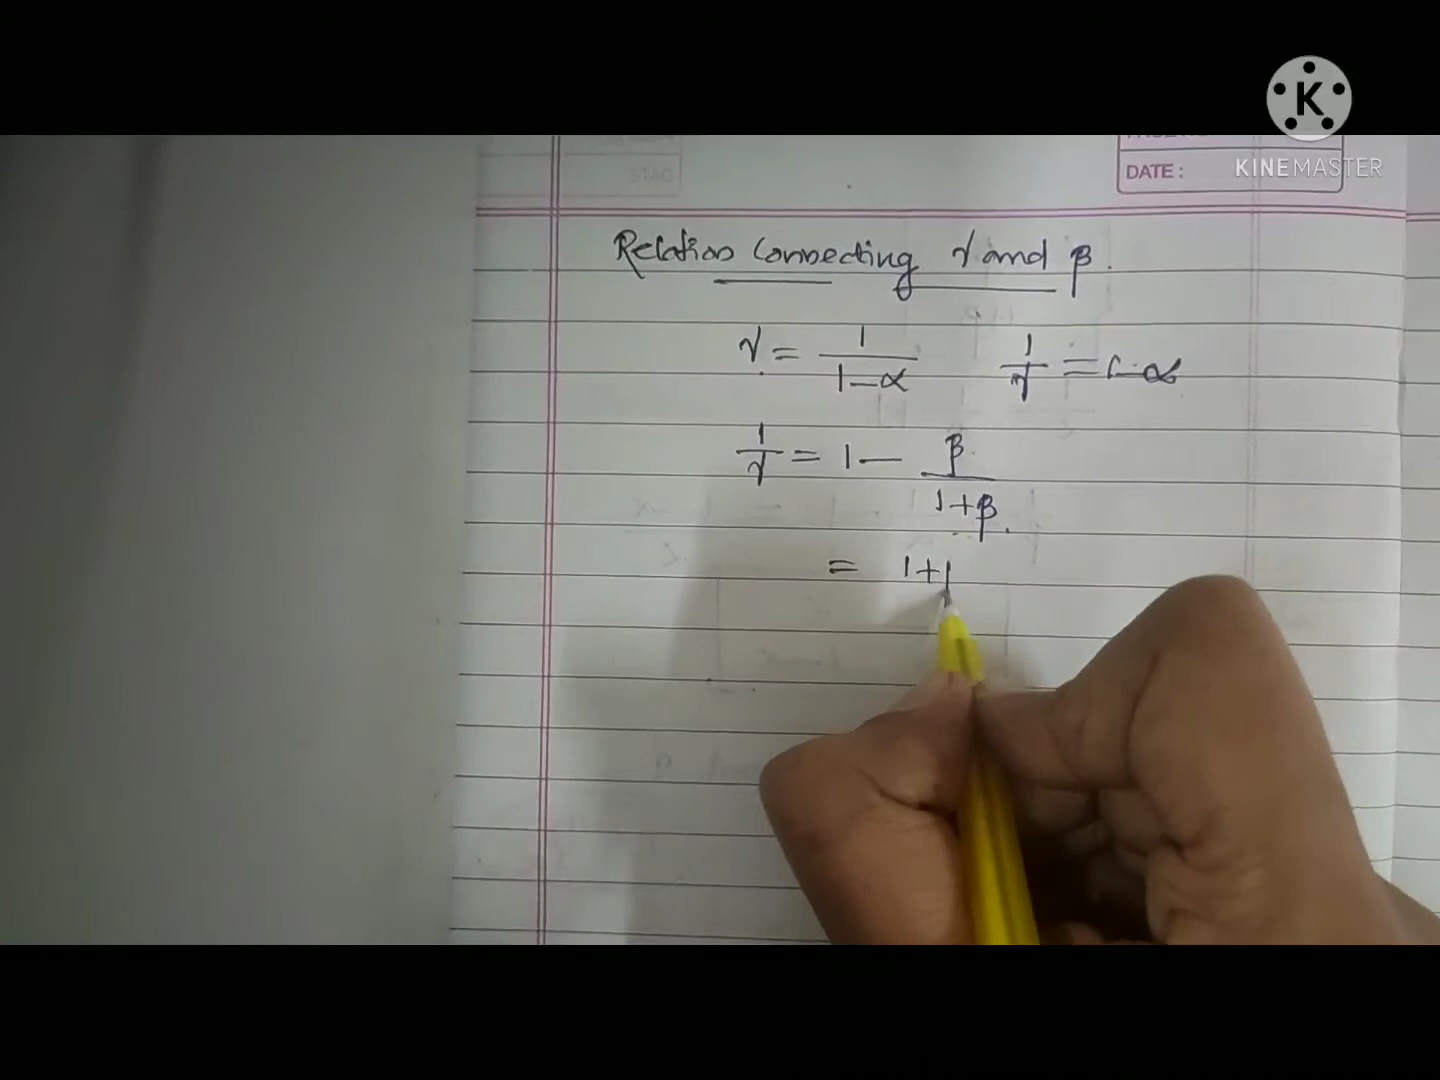 K
KINEMASTER
DATE :
Relation Connecting γ and β.
γ = 1/1-α    1/γ = 1-α
1/γ = 1 - β/1+β.
= 1+